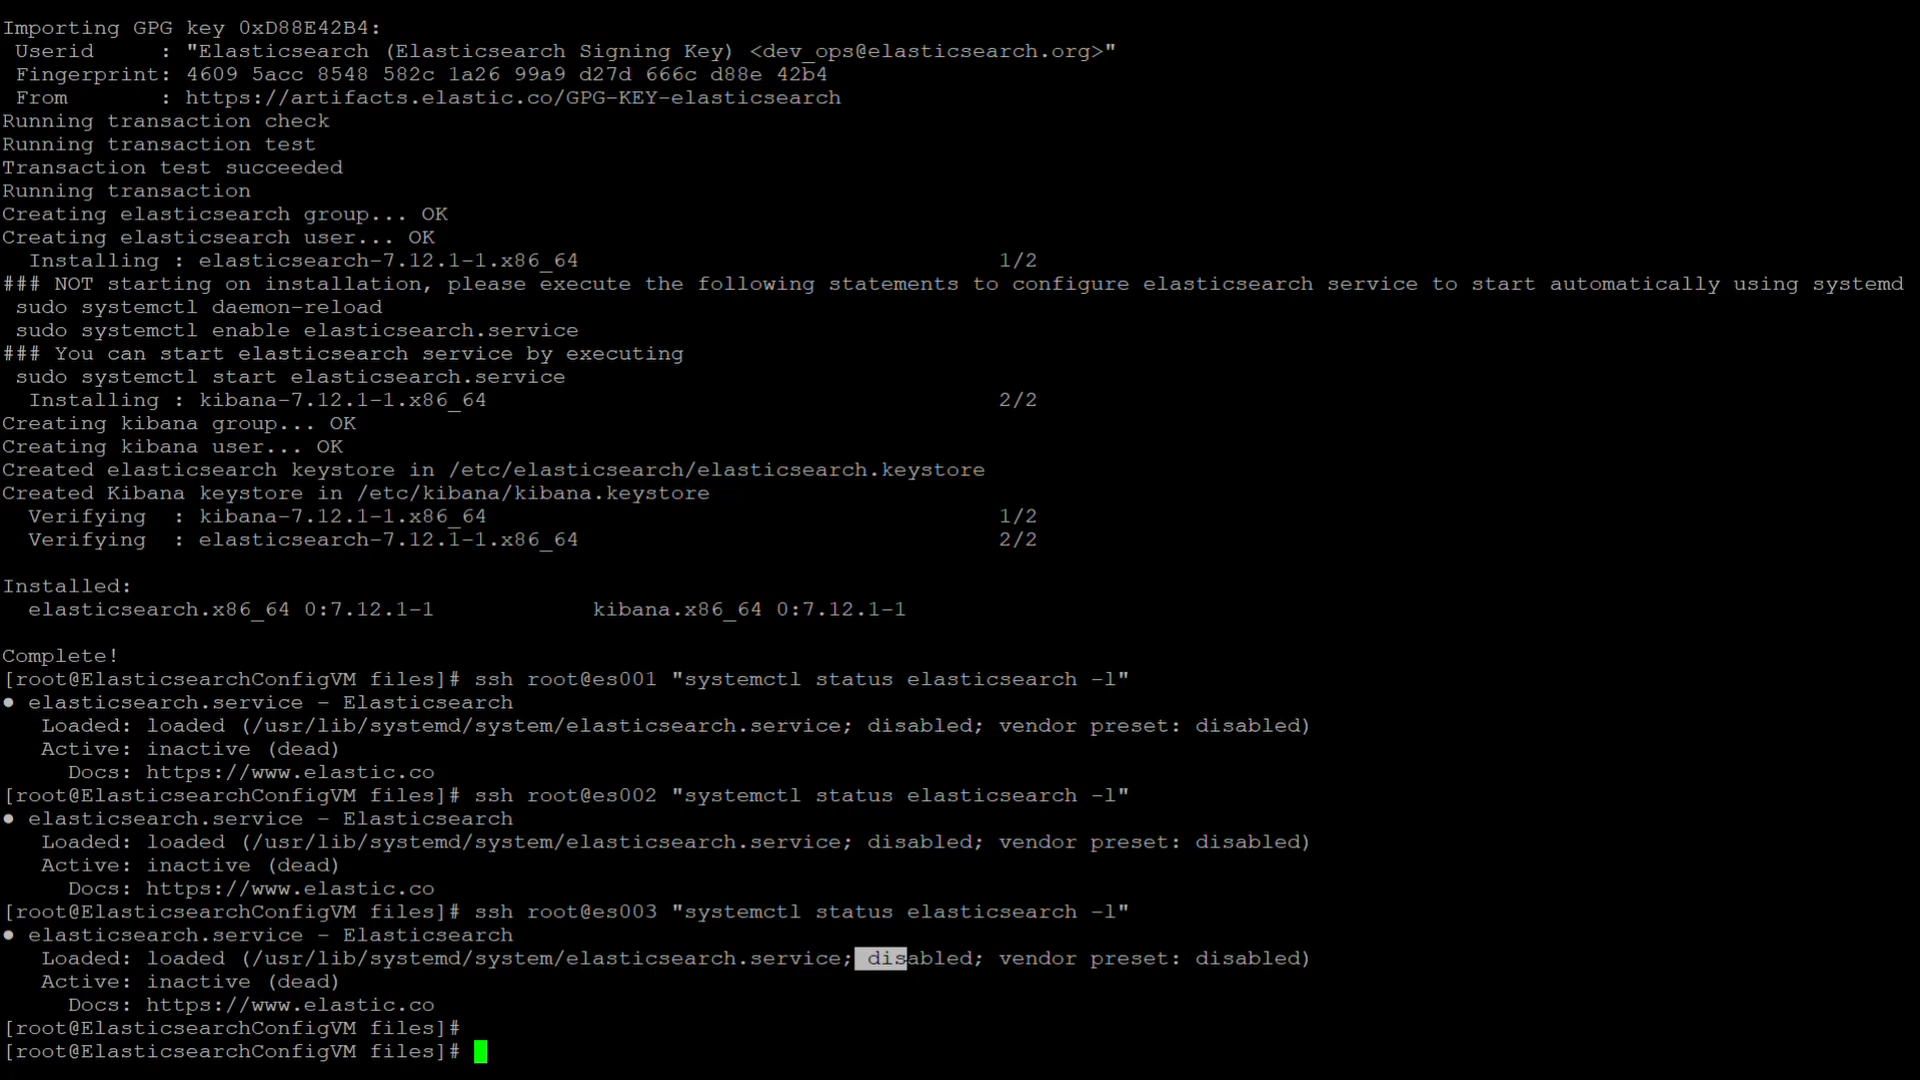 Importing GPG key 0xD88E42B4:
 Userid     : "Elasticsearch (Elasticsearch Signing Key) <dev_ops@elasticsearch.org>"
 Fingerprint: 4609 5acc 8548 582c 1a26 99a9 d27d 666c d88e 42b4
 From       : https://artifacts.elastic.co/GPG-KEY-elasticsearch
Running transaction check
Running transaction test
Transaction test succeeded
Running transaction
Creating elasticsearch group... OK
Creating elasticsearch user... OK
  Installing : elasticsearch-7.12.1-1.x86_64                                1/2
### NOT starting on installation, please execute the following statements to configure elasticsearch service to start automatically using systemd
 sudo systemctl daemon-reload
 sudo systemctl enable elasticsearch.service
### You can start elasticsearch service by executing
 sudo systemctl start elasticsearch.service
  Installing : kibana-7.12.1-1.x86_64                                       2/2
Creating kibana group... OK
Creating kibana user... OK
Created elasticsearch keystore in /etc/elasticsearch/elasticsearch.keystore
Created Kibana keystore in /etc/kibana/kibana.keystore
  Verifying  : kibana-7.12.1-1.x86_64                                       1/2
  Verifying  : elasticsearch-7.12.1-1.x86_64                                2/2

Installed:
  elasticsearch.x86_64 0:7.12.1-1            kibana.x86_64 0:7.12.1-1

Complete!
[root@ElasticsearchConfigVM files]# ssh root@es001 "systemctl status elasticsearch -l"
● elasticsearch.service - Elasticsearch
   Loaded: loaded (/usr/lib/systemd/system/elasticsearch.service; disabled; vendor preset: disabled)
   Active: inactive (dead)
     Docs: https://www.elastic.co
[root@ElasticsearchConfigVM files]# ssh root@es002 "systemctl status elasticsearch -l"
● elasticsearch.service - Elasticsearch
   Loaded: loaded (/usr/lib/systemd/system/elasticsearch.service; disabled; vendor preset: disabled)
   Active: inactive (dead)
     Docs: https://www.elastic.co
[root@ElasticsearchConfigVM files]# ssh root@es003 "systemctl status elasticsearch -l"
● elasticsearch.service - Elasticsearch
   Loaded: loaded (/usr/lib/systemd/system/elasticsearch.service; disabled; vendor preset: disabled)
   Active: inactive (dead)
     Docs: https://www.elastic.co
[root@ElasticsearchConfigVM files]#
[root@ElasticsearchConfigVM files]#